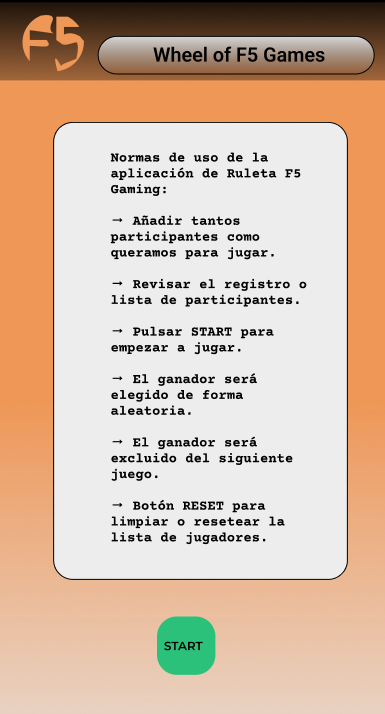 F5
Wheel of F5 Games
Normas de uso de la
aplicación de Ruleta F5
Gaming:
→ Añadir tantos
participantes como
queramos para jugar.
→ Revisar el registro o
lista de participantes.
→ Pulsar START para
empezar a jugar.
→ El ganador será
elegido de forma
aleatoria.
→ El ganador será
excluido del siguiente
juego.
→ Botón RESET para
limpiar o resetear la
lista de jugadores.
START